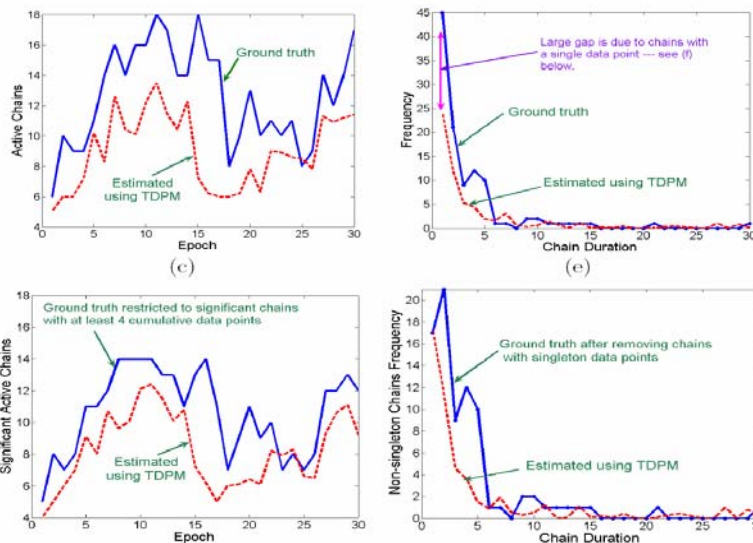 18
16
14
12
10
8
6
4
0
5
10
15
20
25
30
Active Chains
Epoch
Ground truth
Estimated
using TDPM
(c)
45
40
35
30
25
20
15
10
5
0
0
5
10
15
20
25
30
Frequency
Chain Duration
Large gap is due to chains with
a single data point --- see (f)
below.
Ground truth
Estimated using TDPM
(e)
18
16
14
12
10
8
6
4
0
5
10
15
20
25
30
Significant Active Chains
Epoch
Ground truth restricted to significant chains
with at least 4 cumulative data points
Estimated
using TDPM
20
18
16
14
12
10
8
6
4
2
0
0
5
10
15
20
25
30
Non-singleton Chains Frequency
Chain Duration
Ground truth after removing chains
with singleton data points
Estimated using TDPM